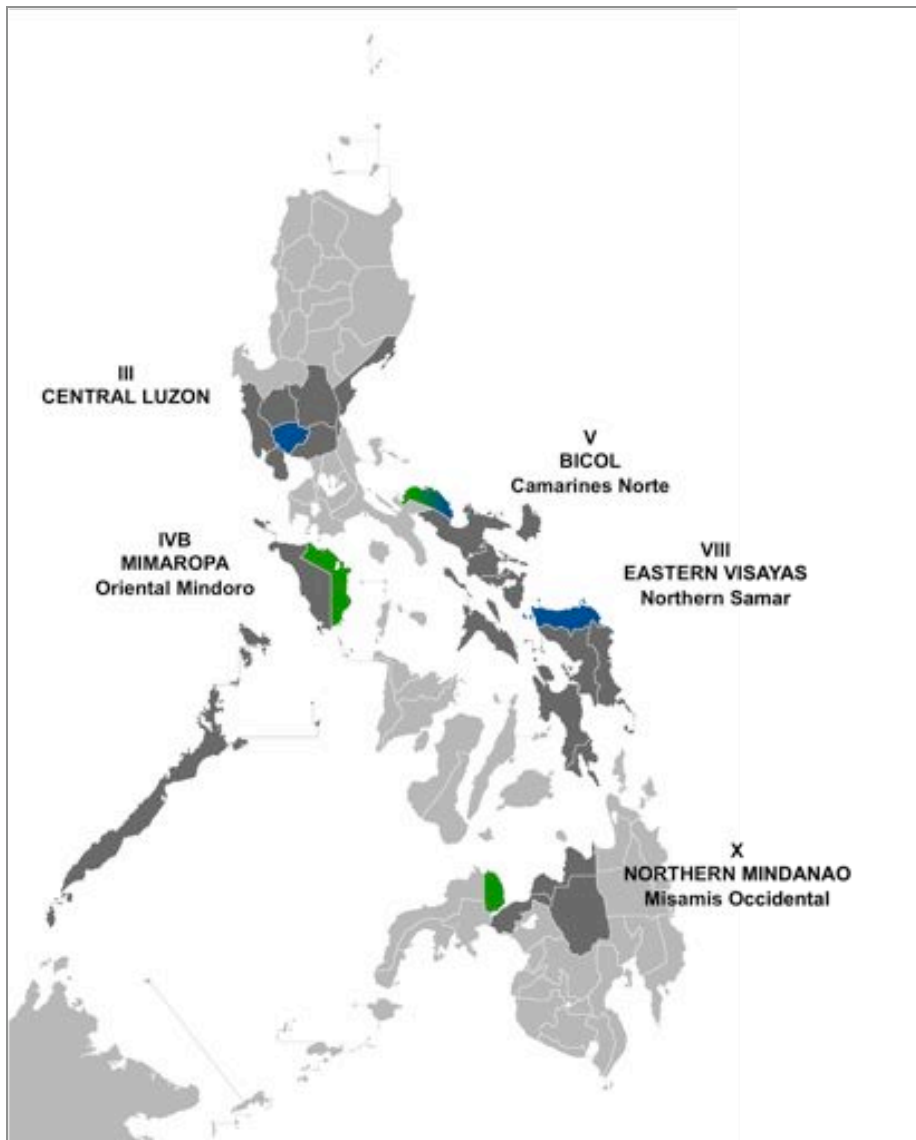 III
CENTRAL LUZON
V
BICOL
Camarines Norte
IVB
MIMAROPA
Oriental Mindoro
VIII
EASTERN VISAYAS
Northern Samar
X
NORTHERN MINDANAO
Misamis Occidental